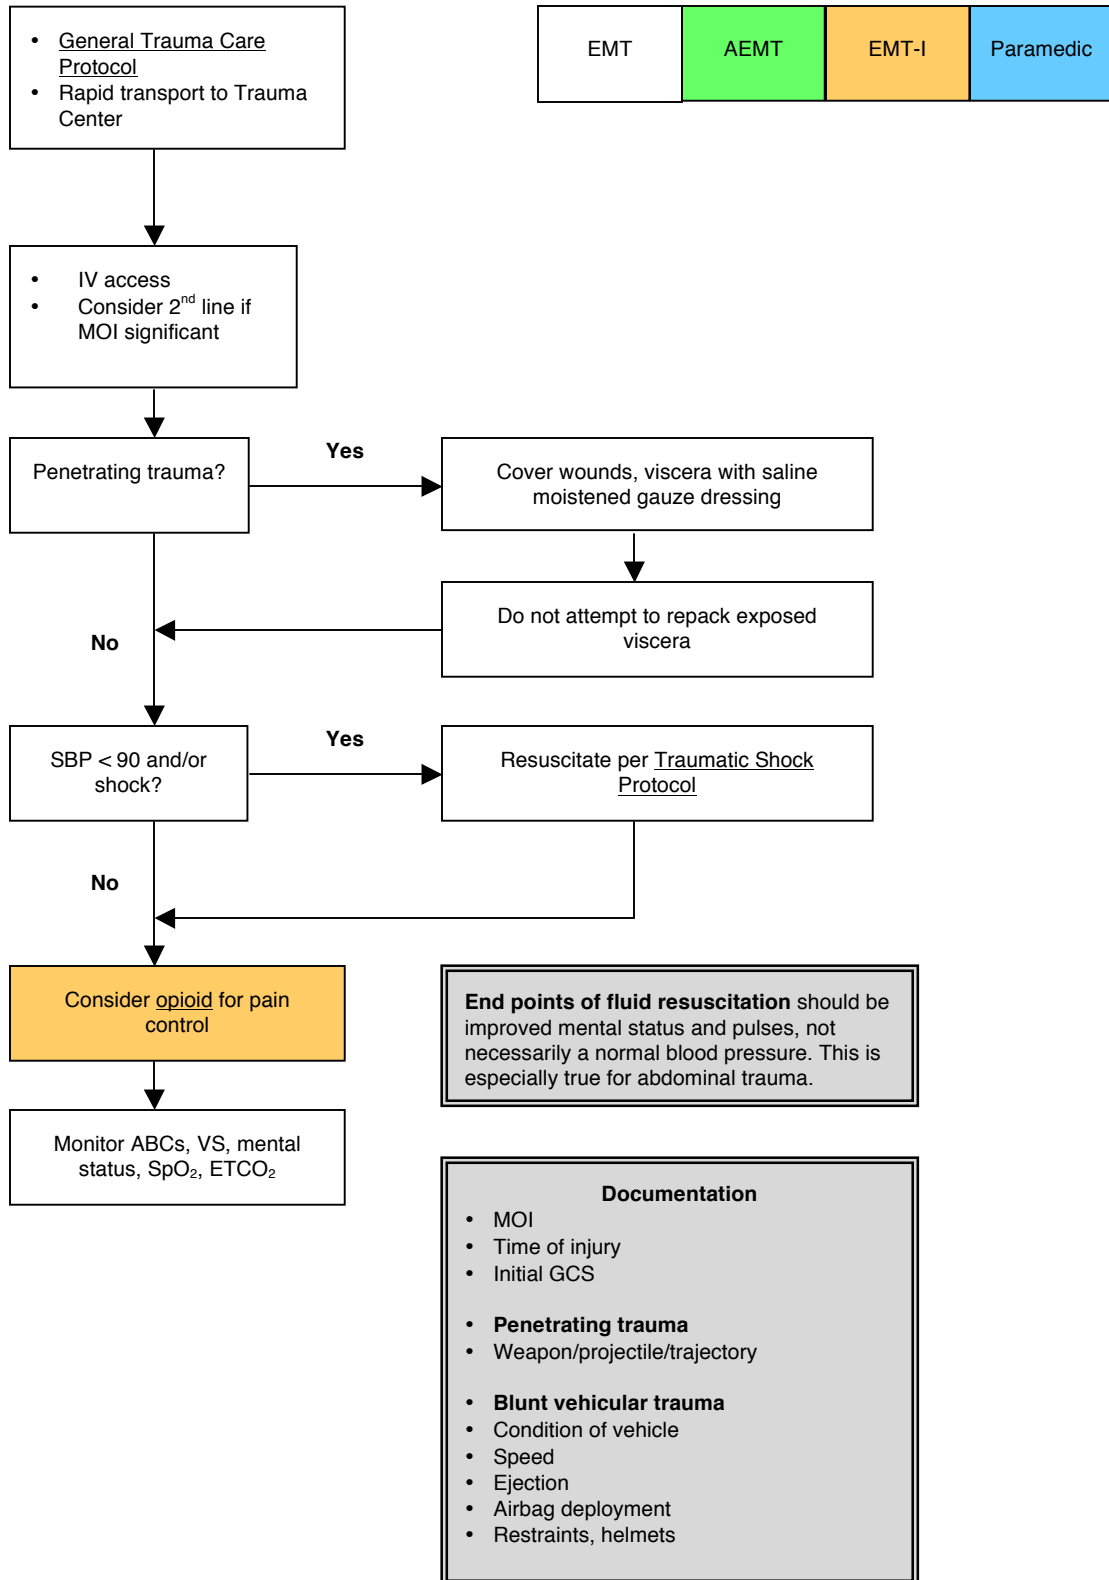 • General Trauma Care
Protocol
• Rapid transport to Trauma
Center
EMT
AEMT
EMT-I
Paramedic
• IV access
• Consider 2nd line if
MOI significant
Penetrating trauma?
Yes
Cover wounds, viscera with saline
moistened gauze dressing
Do not attempt to repack exposed
viscera
No
SBP < 90 and/or
shock?
Yes
Resuscitate per Traumatic Shock
Protocol
No
Consider opioid for pain
control
End points of fluid resuscitation should be
improved mental status and pulses, not
necessarily a normal blood pressure. This is
especially true for abdominal trauma.
Monitor ABCs, VS, mental
status, SpO₂, ETCO₂
Documentation
• MOI
• Time of injury
• Initial GCS
• Penetrating trauma
• Weapon/projectile/trajectory
• Blunt vehicular trauma
• Condition of vehicle
• Speed
• Ejection
• Airbag deployment
• Restraints, helmets